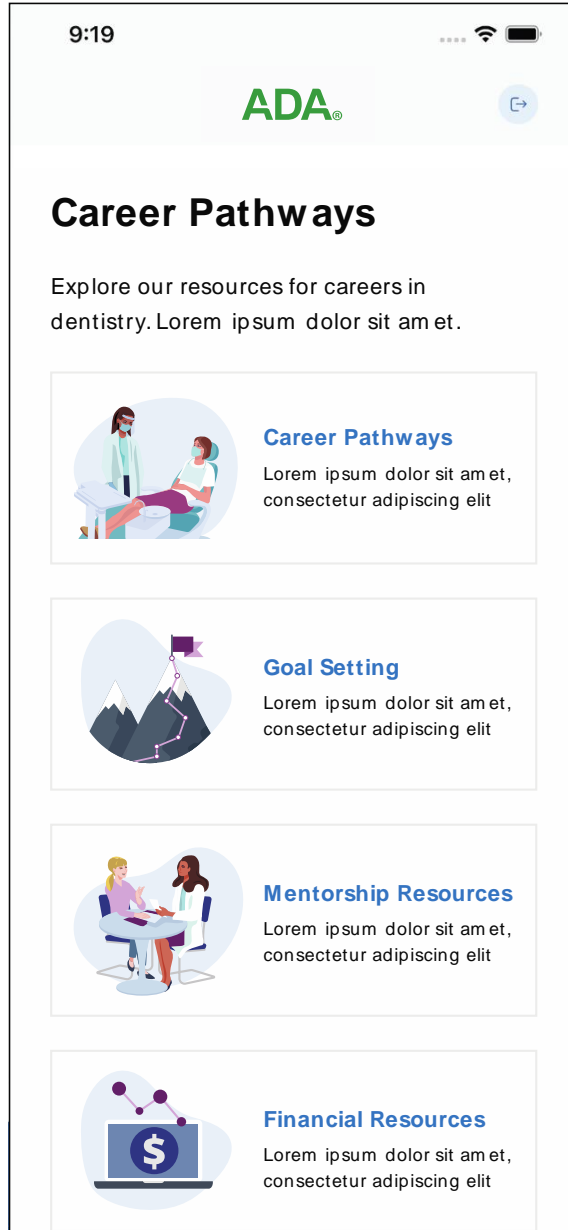 9:19
ADA®
Career Pathways
Explore our resources for careers in
dentistry. Lorem ipsum dolor sit amet.
Career Pathways
Lorem ipsum dolor sit amet,
consectetur adipiscing elit
Goal Setting
Lorem ipsum dolor sit amet,
consectetur adipiscing elit
Mentorship Resources
Lorem ipsum dolor sit amet,
consectetur adipiscing elit
$
Financial Resources
Lorem ipsum dolor sit amet,
consectetur adipiscing elit